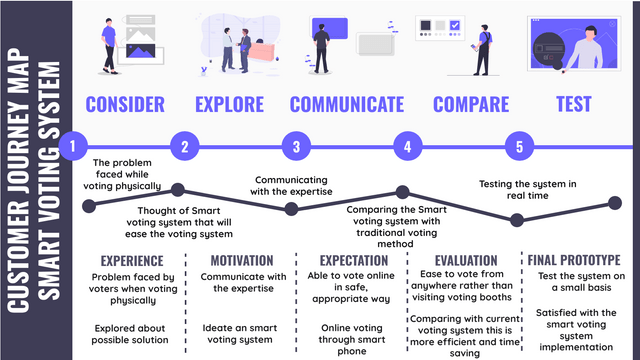 CUSTOMER JOURNEY MAP
SMART VOTING SYSTEM
CONSIDER
EXPLORE
COMMUNICATE
COMPARE
TEST
1
2
3
4
5
The problem
faced while
voting physically
Thought of Smart
voting system that will
ease the voting system
Communicating
with the expertise
Comparing the Smart
voting system with
traditional voting
method
Testing the system in
real time
EXPERIENCE
Problem faced by
voters when voting
physically
Explored about
possible solution
MOTIVATION
Communicate with
the expertise
Ideate an smart
voting system
EXPECTATION
Able to vote online
in safe,
appropriate way
Online voting
through smart
phone
EVALUATION
Ease to vote from
anywhere rather than
visiting voting booths
Comparing with current
voting system this is
more efficient and time
saving
FINAL PROTOTYPE
Test the system on
a small basis
Satisfied with the
smart voting
system
implementation